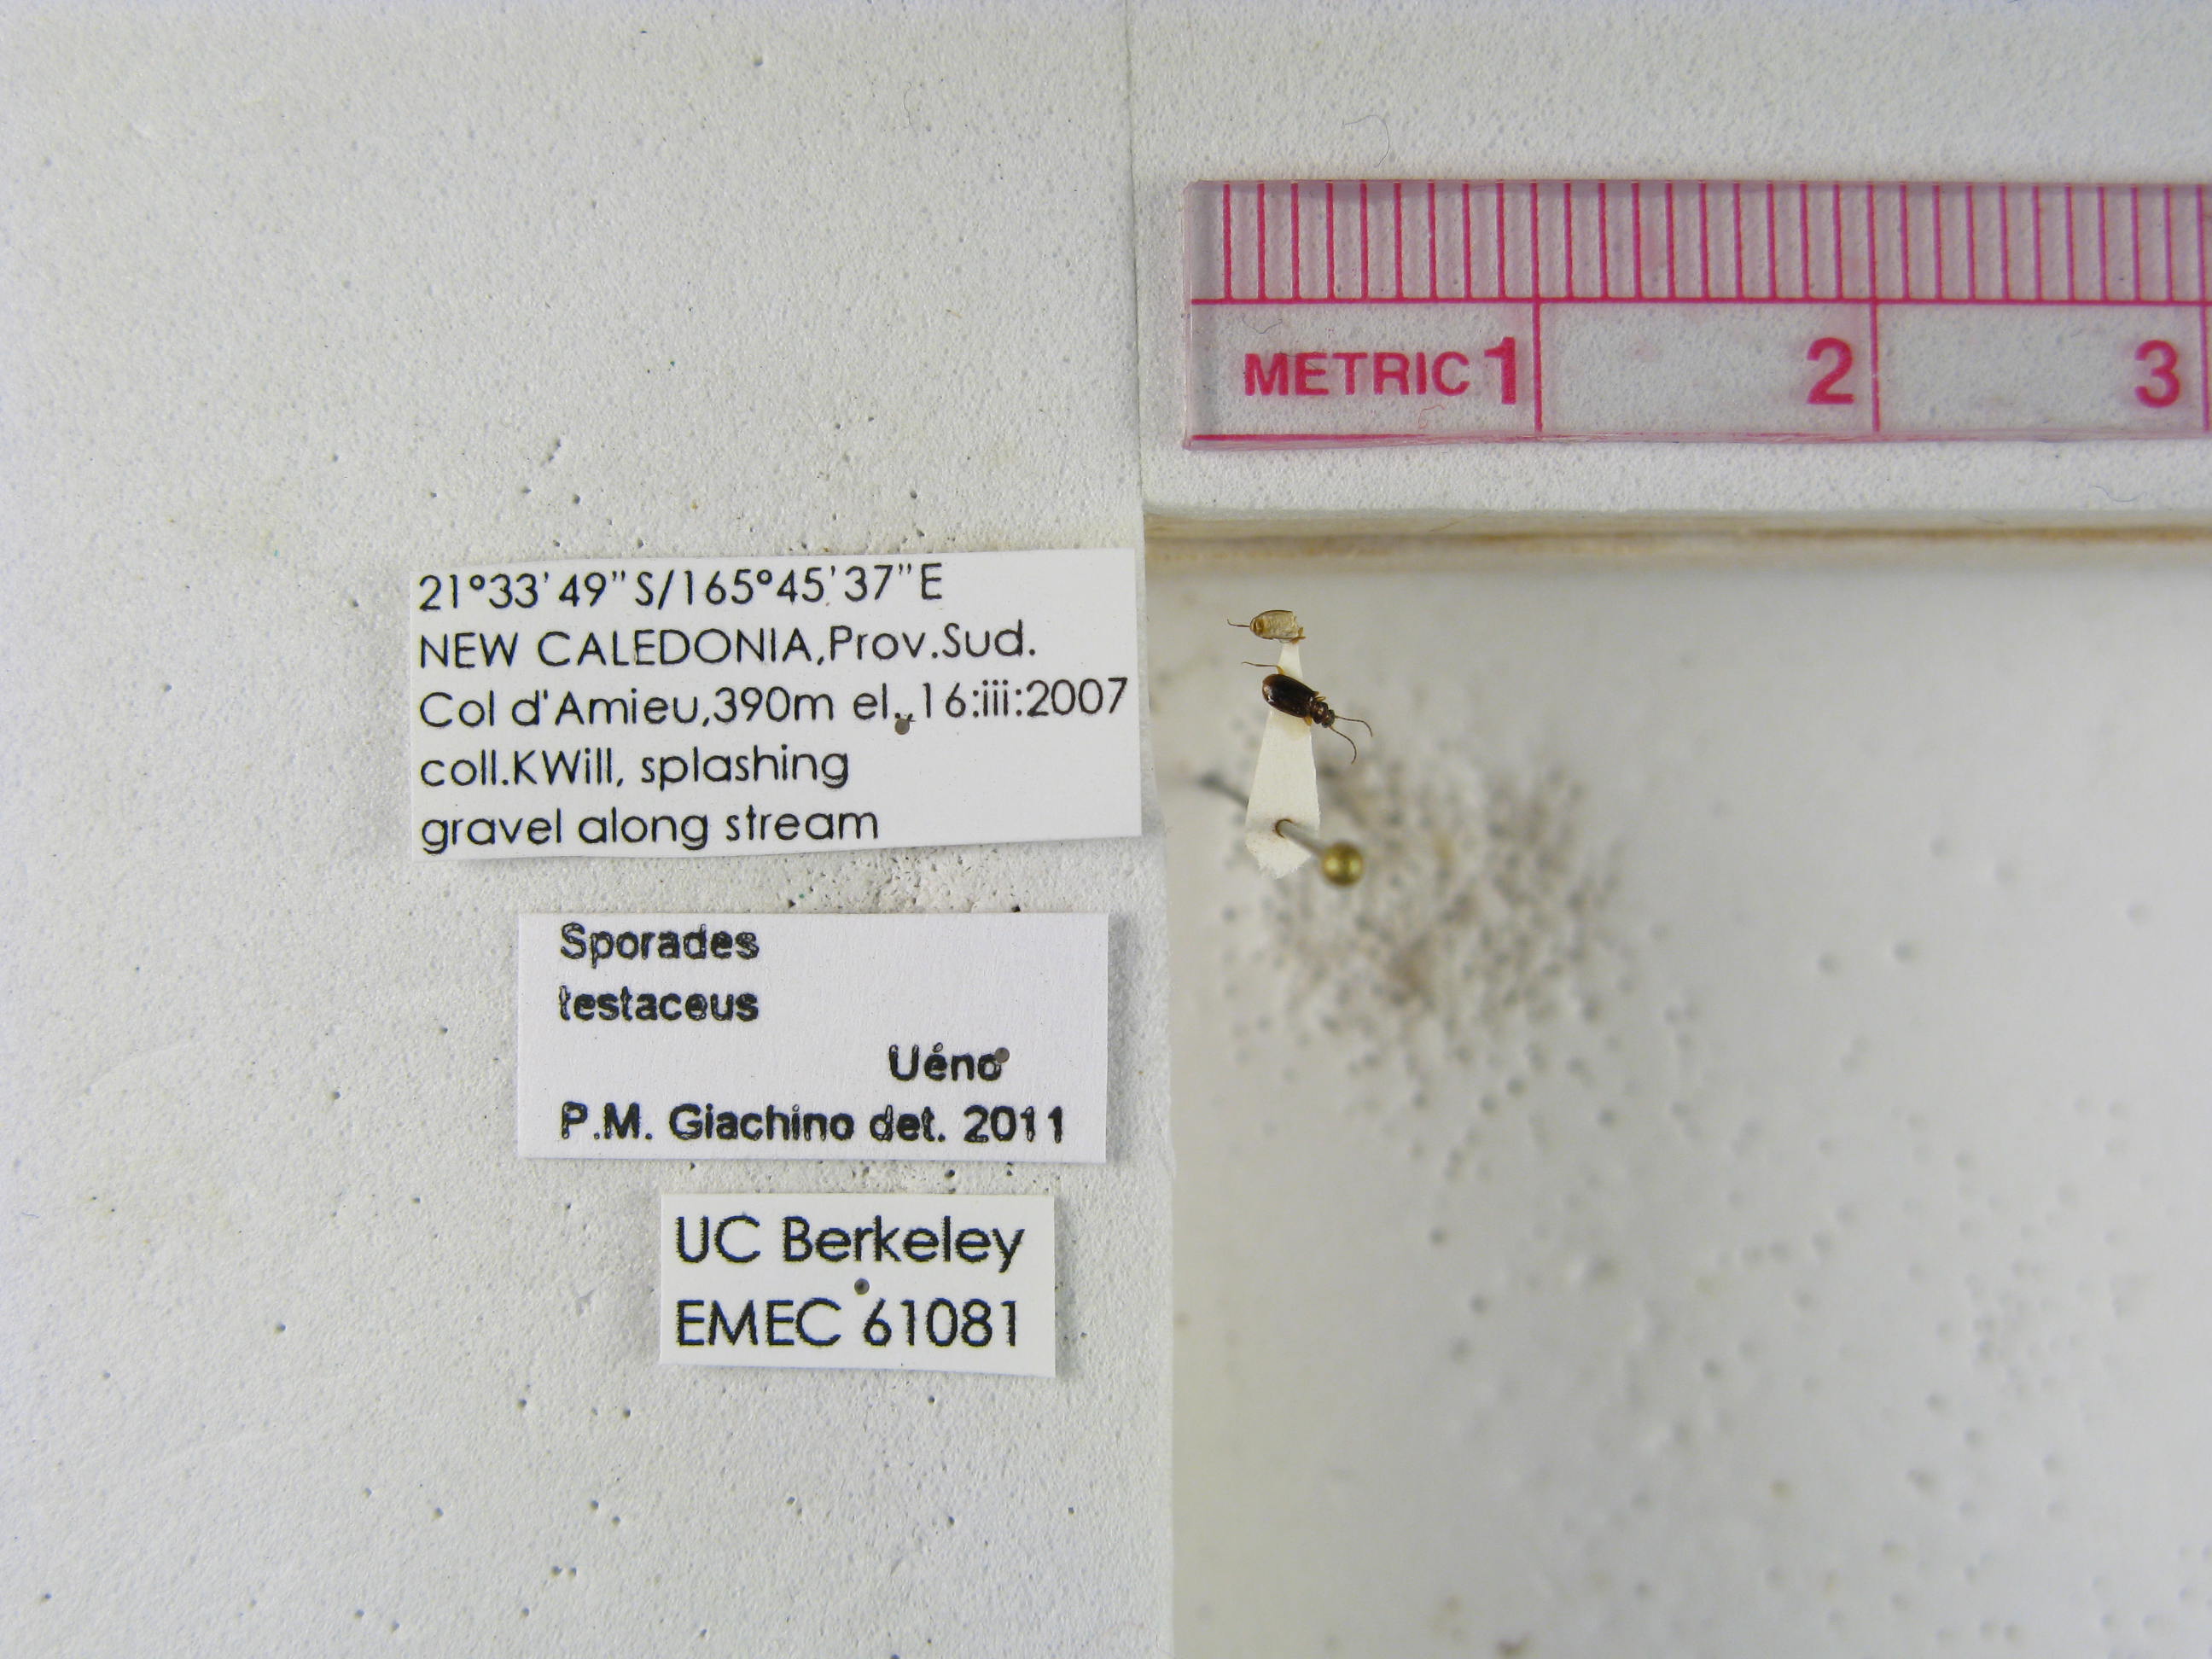 METRIC 1 2 3
21°33'49"S/165°45'37"E
NEW CALEDONIA,Prov.Sud.
Col d'Amieu,390m el.,16:iii:2007
coll.KWill, splashing
gravel along stream
Sporades
testaceus
Uéno
P.M. Giachino det. 2011
UC Berkeley
EMEC 61081